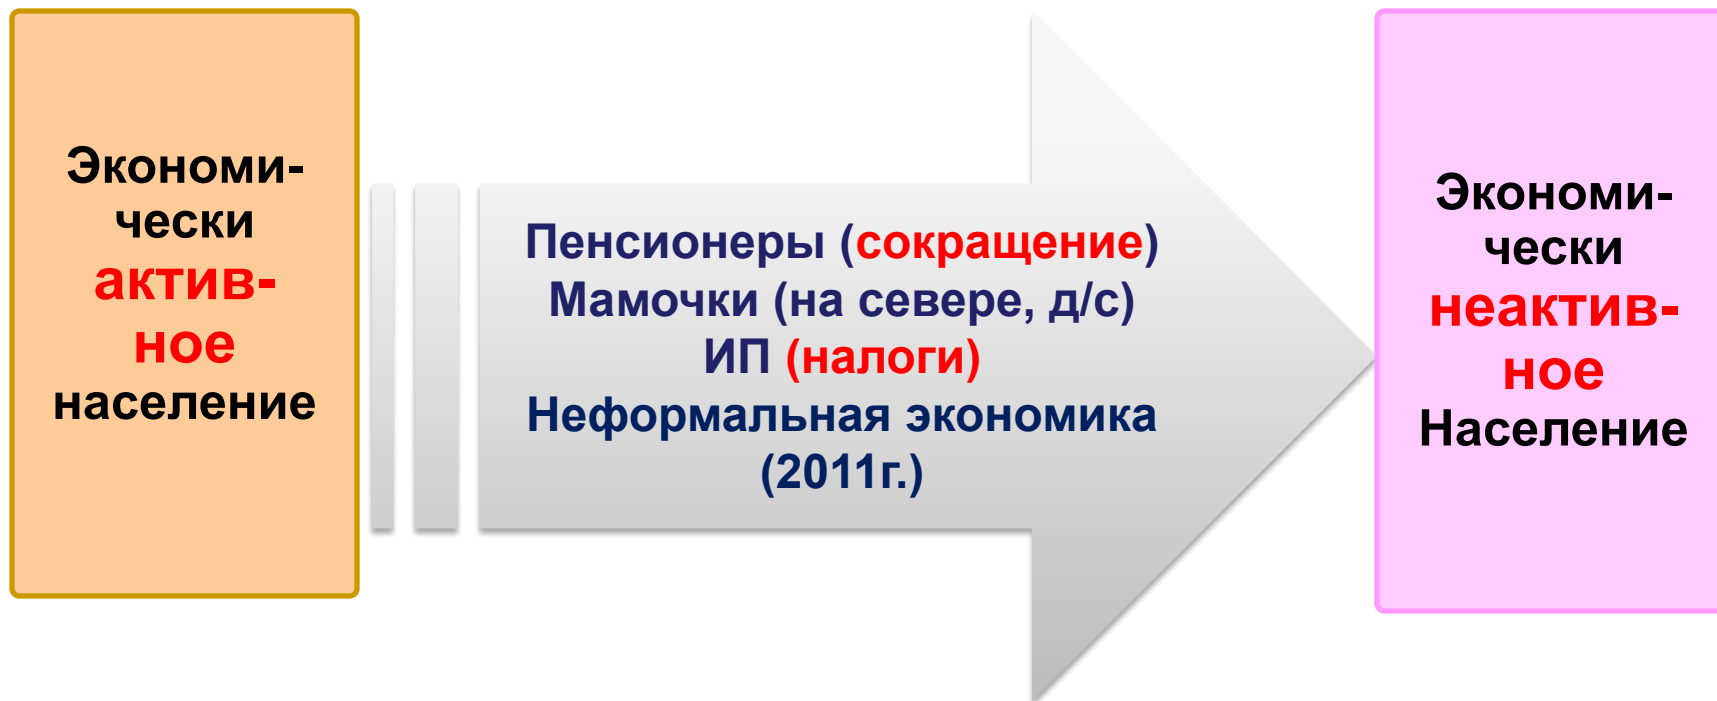 Экономи-
чески
актив-
ное
население
Пенсионеры (сокращение)
Мамочки (на севере, д/с)
ИП (налоги)
Неформальная экономика
(2011г.)
Экономи-
чески
неактив-
ное
Население